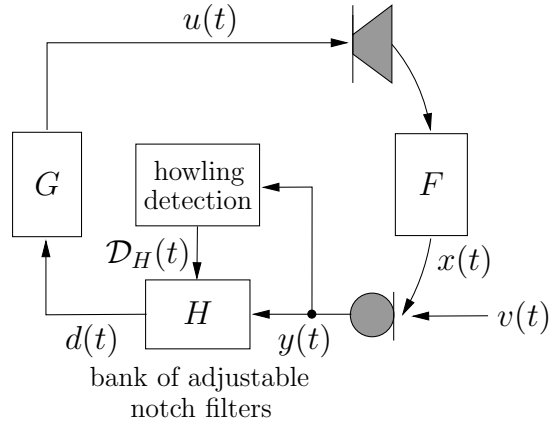 u(t)
G
howling
detection
F
𝒟_H(t)
x(t)
H
d(t)
y(t)
v(t)
bank of adjustable
notch filters